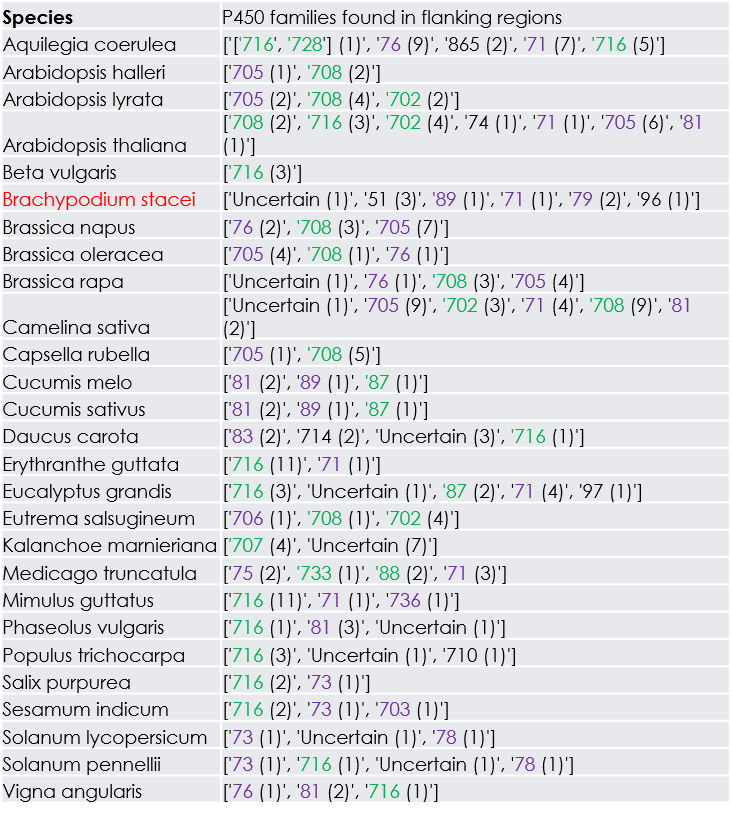 Species P450 families found in flanking regions
Aquilegia coerulea ['['716', '728'] (1)', '76 (9)', '865 (2)', '71 (7)', '716 (5)']
Arabidopsis halleri ['705 (1)', '708 (2)']
Arabidopsis lyrata ['705 (2)', '708 (4)', '702 (2)']
['708 (2)', '716 (3)', '702 (4)', '74 (1)', '71 (1)', '705 (6)', '81
Arabidopsis thaliana (1)']
Beta vulgaris ['716 (3)']
Brachypodium stacei ['Uncertain (1)', '51 (3)', '89 (1)', '71 (1)', '79 (2)', '96 (1)']
Brassica napus ['76 (2)', '708 (3)', '705 (7)']
Brassica oleracea ['705 (4)', '708 (1)', '76 (1)']
Brassica rapa ['Uncertain (1)', '76 (1)', '708 (3)', '705 (4)']
['Uncertain (1)', '705 (9)', '702 (3)', '71 (4)', '708 (9)', '81
Camelina sativa (2)']
Capsella rubella ['705 (1)', '708 (5)']
Cucumis melo ['81 (2)', '89 (1)', '87 (1)']
Cucumis sativus ['81 (2)', '89 (1)', '87 (1)']
Daucus carota ['83 (2)', '714 (2)', 'Uncertain (3)', '716 (1)']
Erythranthe guttata ['716 (11)', '71 (1)']
Eucalyptus grandis ['716 (3)', 'Uncertain (1)', '87 (2)', '71 (4)', '97 (1)']
Eutrema salsugineum ['706 (1)', '708 (1)', '702 (4)']
Kalanchoe marnieriana ['707 (4)', 'Uncertain (7)']
Medicago truncatula ['75 (2)', '733 (1)', '88 (2)', '71 (3)']
Mimulus guttatus ['716 (11)', '71 (1)', '736 (1)']
Phaseolus vulgaris ['716 (1)', '81 (3)', 'Uncertain (1)']
Populus trichocarpa ['716 (3)', 'Uncertain (1)', '710 (1)']
Salix purpurea ['716 (2)', '73 (1)']
Sesamum indicum ['716 (2)', '73 (1)', '703 (1)']
Solanum lycopersicum ['73 (1)', 'Uncertain (1)', '78 (1)']
Solanum pennellii ['73 (1)', '716 (1)', 'Uncertain (1)', '78 (1)']
Vigna angularis ['76 (1)', '81 (2)', '716 (1)']